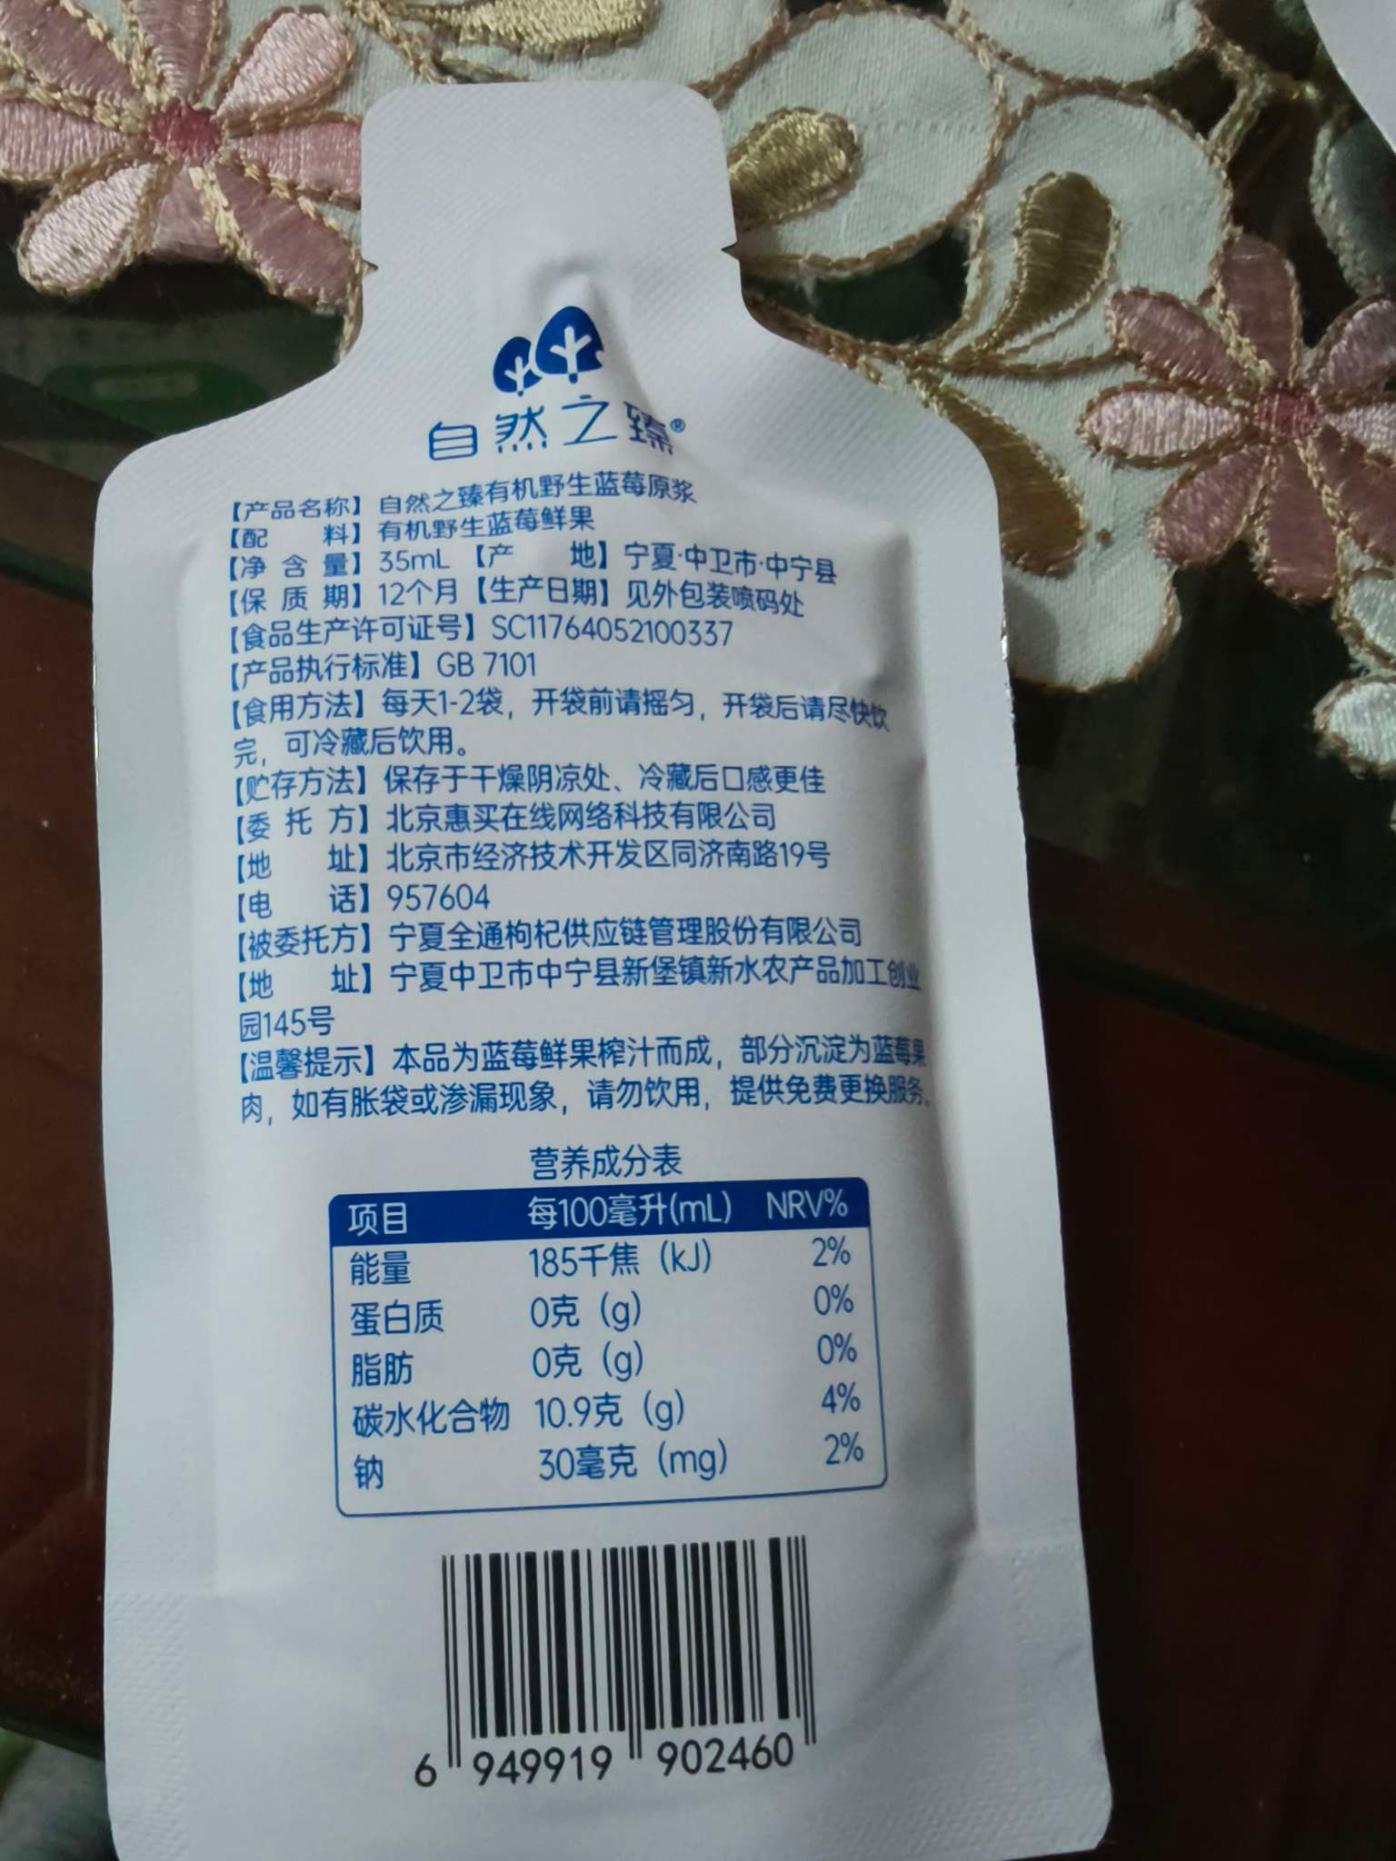 自然之臻®
【产品名称】自然之臻有机野生蓝莓原浆
【配 料】有机野生蓝莓鲜果
【净 含 量】35mL 【产 地】宁夏·中卫市·中宁县
【保 质 期】12个月【生产日期】见外包装喷码处
【食品生产许可证号】SC11764052100337
【产品执行标准】GB 7101
【食用方法】每天1-2袋，开袋前请摇匀，开袋后请尽快饮
完，可冷藏后饮用。
【贮存方法】保存于干燥阴凉处、冷藏后口感更佳
【委 托 方】北京惠买在线网络科技有限公司
【地 址】北京市经济技术开发区同济南路19号
【电 话】957604
【被委托方】宁夏全通枸杞供应链管理股份有限公司
【地 址】宁夏中卫市中宁县新堡镇新水农产品加工创业
园145号
【温馨提示】本品为蓝莓鲜果榨汁而成，部分沉淀为蓝莓果
肉，如有胀袋或渗漏现象，请勿饮用，提供免费更换服务。
营养成分表
项目 每100毫升(mL) NRV%
能量 185千焦（kJ） 2%
蛋白质 0克（g） 0%
脂肪 0克（g） 0%
碳水化合物 10.9克（g） 4%
钠 30毫克（mg） 2%
6 949919 902460